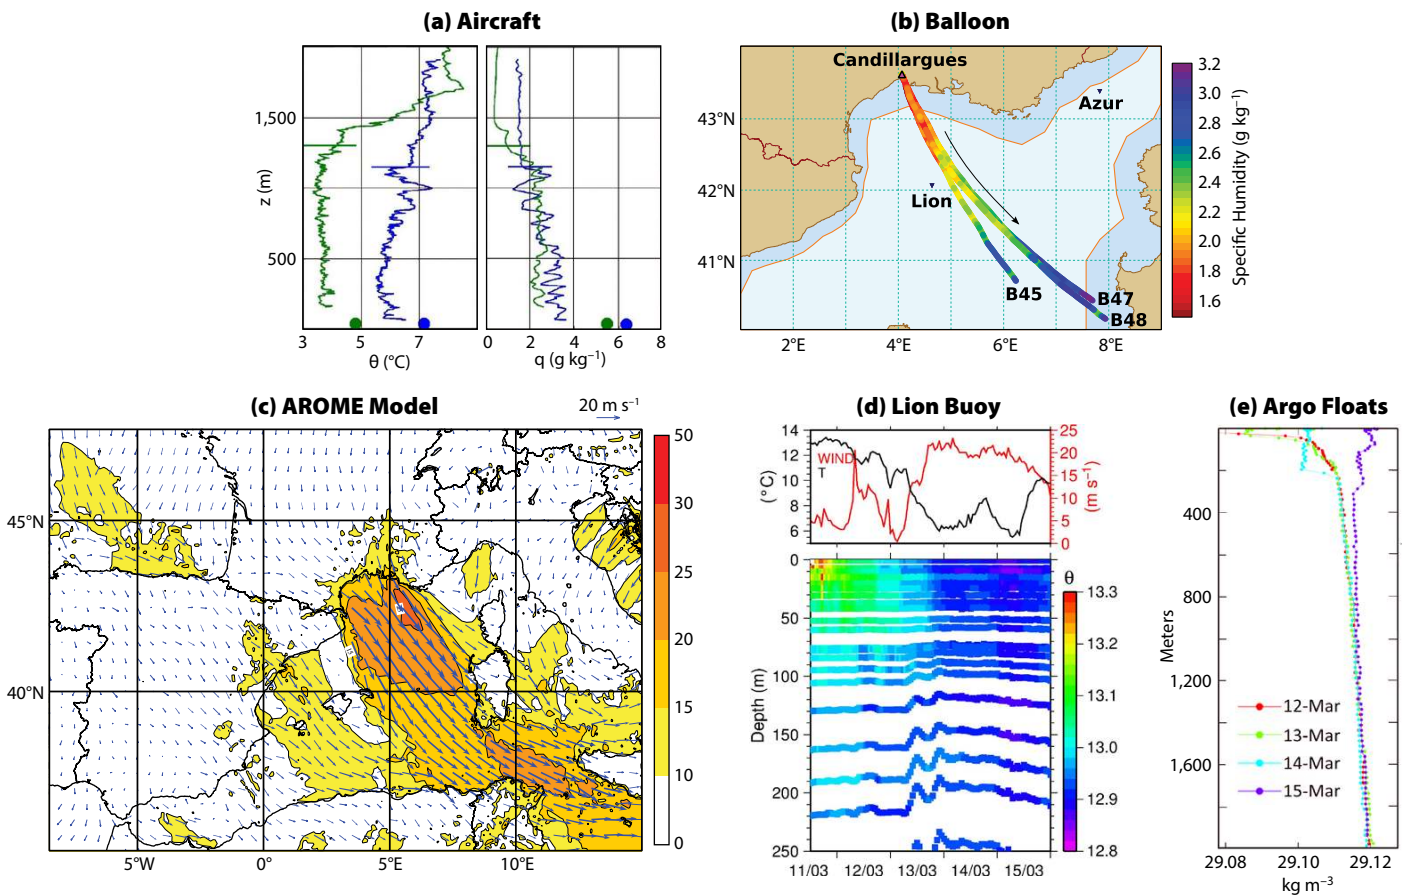 (a) Aircraft
z (m)
1,500
500
3 5 7
θ (°C)
0 2 4 6 8
q (g kg⁻¹)
(b) Balloon
Candillargues
Azur
Lion
B45
B47
B48
43°N
42°N
41°N
2°E 4°E 6°E 8°E
3.2
3.0
2.8
2.6
2.4
2.2
2.0
1.8
1.6
Specific Humidity (g kg⁻¹)
(c) AROME Model
20 m s⁻¹
45°N
40°N
5°W 0° 5°E 10°E
50
30
25
20
15
10
0
(d) Lion Buoy
14
12
10
8
6
(°C)
WIND
T
25
20
15
10
5
0
(m s⁻¹)
0
50
100
150
200
250
Depth (m)
11/03 12/03 13/03 14/03 15/03
θ
13.3
13.2
13.1
13.0
12.9
12.8
(e) Argo Floats
400
800
1,200
1,600
Meters
12-Mar
13-Mar
14-Mar
15-Mar
29.08 29.10 29.12
kg m⁻³